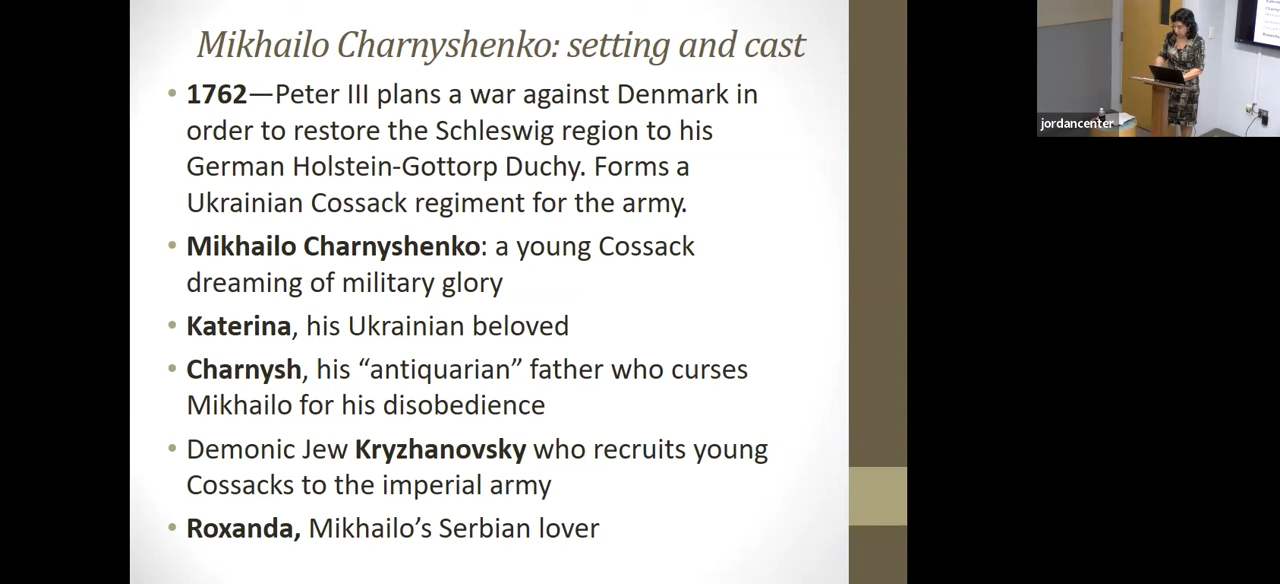 Mikhailo Charnyshenko: setting and cast
• 1762—Peter III plans a war against Denmark in
order to restore the Schleswig region to his
German Holstein-Gottorp Duchy. Forms a
Ukrainian Cossack regiment for the army.
• Mikhailo Charnyshenko: a young Cossack
dreaming of military glory
• Katerina, his Ukrainian beloved
• Charnysh, his “antiquarian” father who curses
Mikhailo for his disobedience
• Demonic Jew Kryzhanovsky who recruits young
Cossacks to the imperial army
• Roxanda, Mikhailo’s Serbian lover
jordancenter